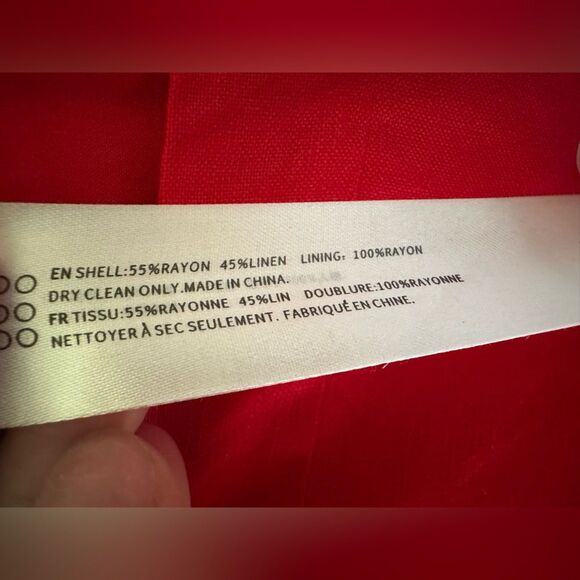 EN SHELL:55%RAYON 45%LINEN LINING: 100%RAYON
DRY CLEAN ONLY.MADE IN CHINA.
FR TISSU:55%RAYONNE 45%LIN DOUBLURE:100%RAYONNE
NETTOYER À SEC SEULEMENT. FABRIQUÉ EN CHINE.